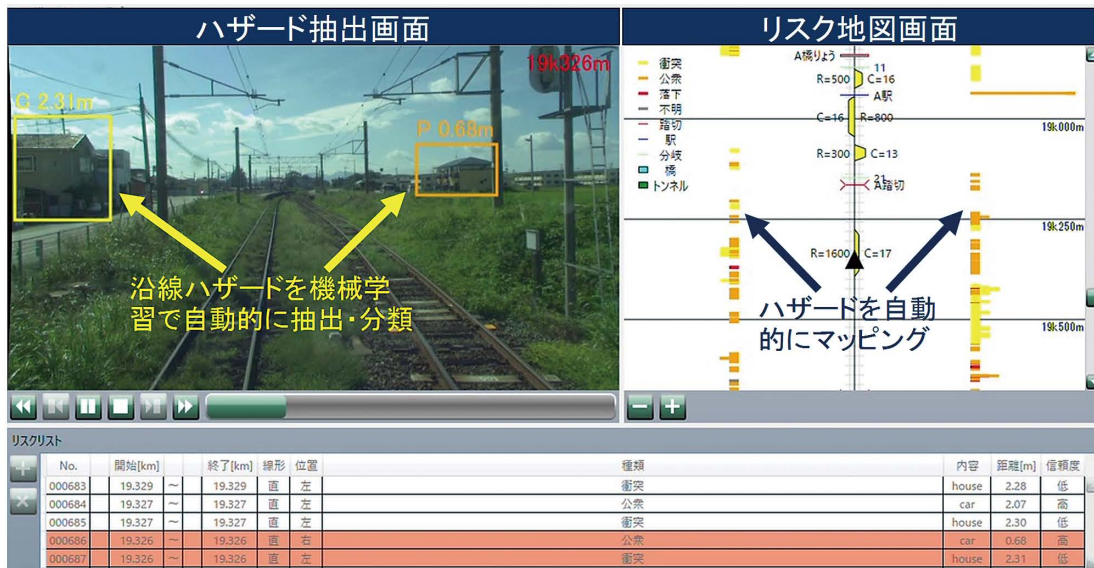 ハザード抽出画面
リスク地図画面
19k326m
C 2.31m
P 0.68m
沿線ハザードを機械学
習で自動的に抽出・分類
衝突
公衆
落下
不明
踏切
駅
分岐
橋
トンネル
A橋りょう
11
R=500 C=16
A駅
C=16 R=800
19k000m
R=300 C=13
21
A踏切
19k250m
R=1600 C=17
ハザードを自動
的にマッピング
19k500m
リスクリスト
No. 開始[km] 終了[km] 線形 位置 種類 内容 距離[m] 信頼度
000683 19.329 ～ 19.329 直 左 衝突 house 2.28 低
000684 19.327 ～ 19.327 直 左 公衆 car 2.07 高
000685 19.327 ～ 19.327 直 左 衝突 house 2.30 低
000686 19.326 ～ 19.326 直 右 公衆 car 0.68 高
000687 19.326 ～ 19.326 直 左 衝突 house 2.31 低